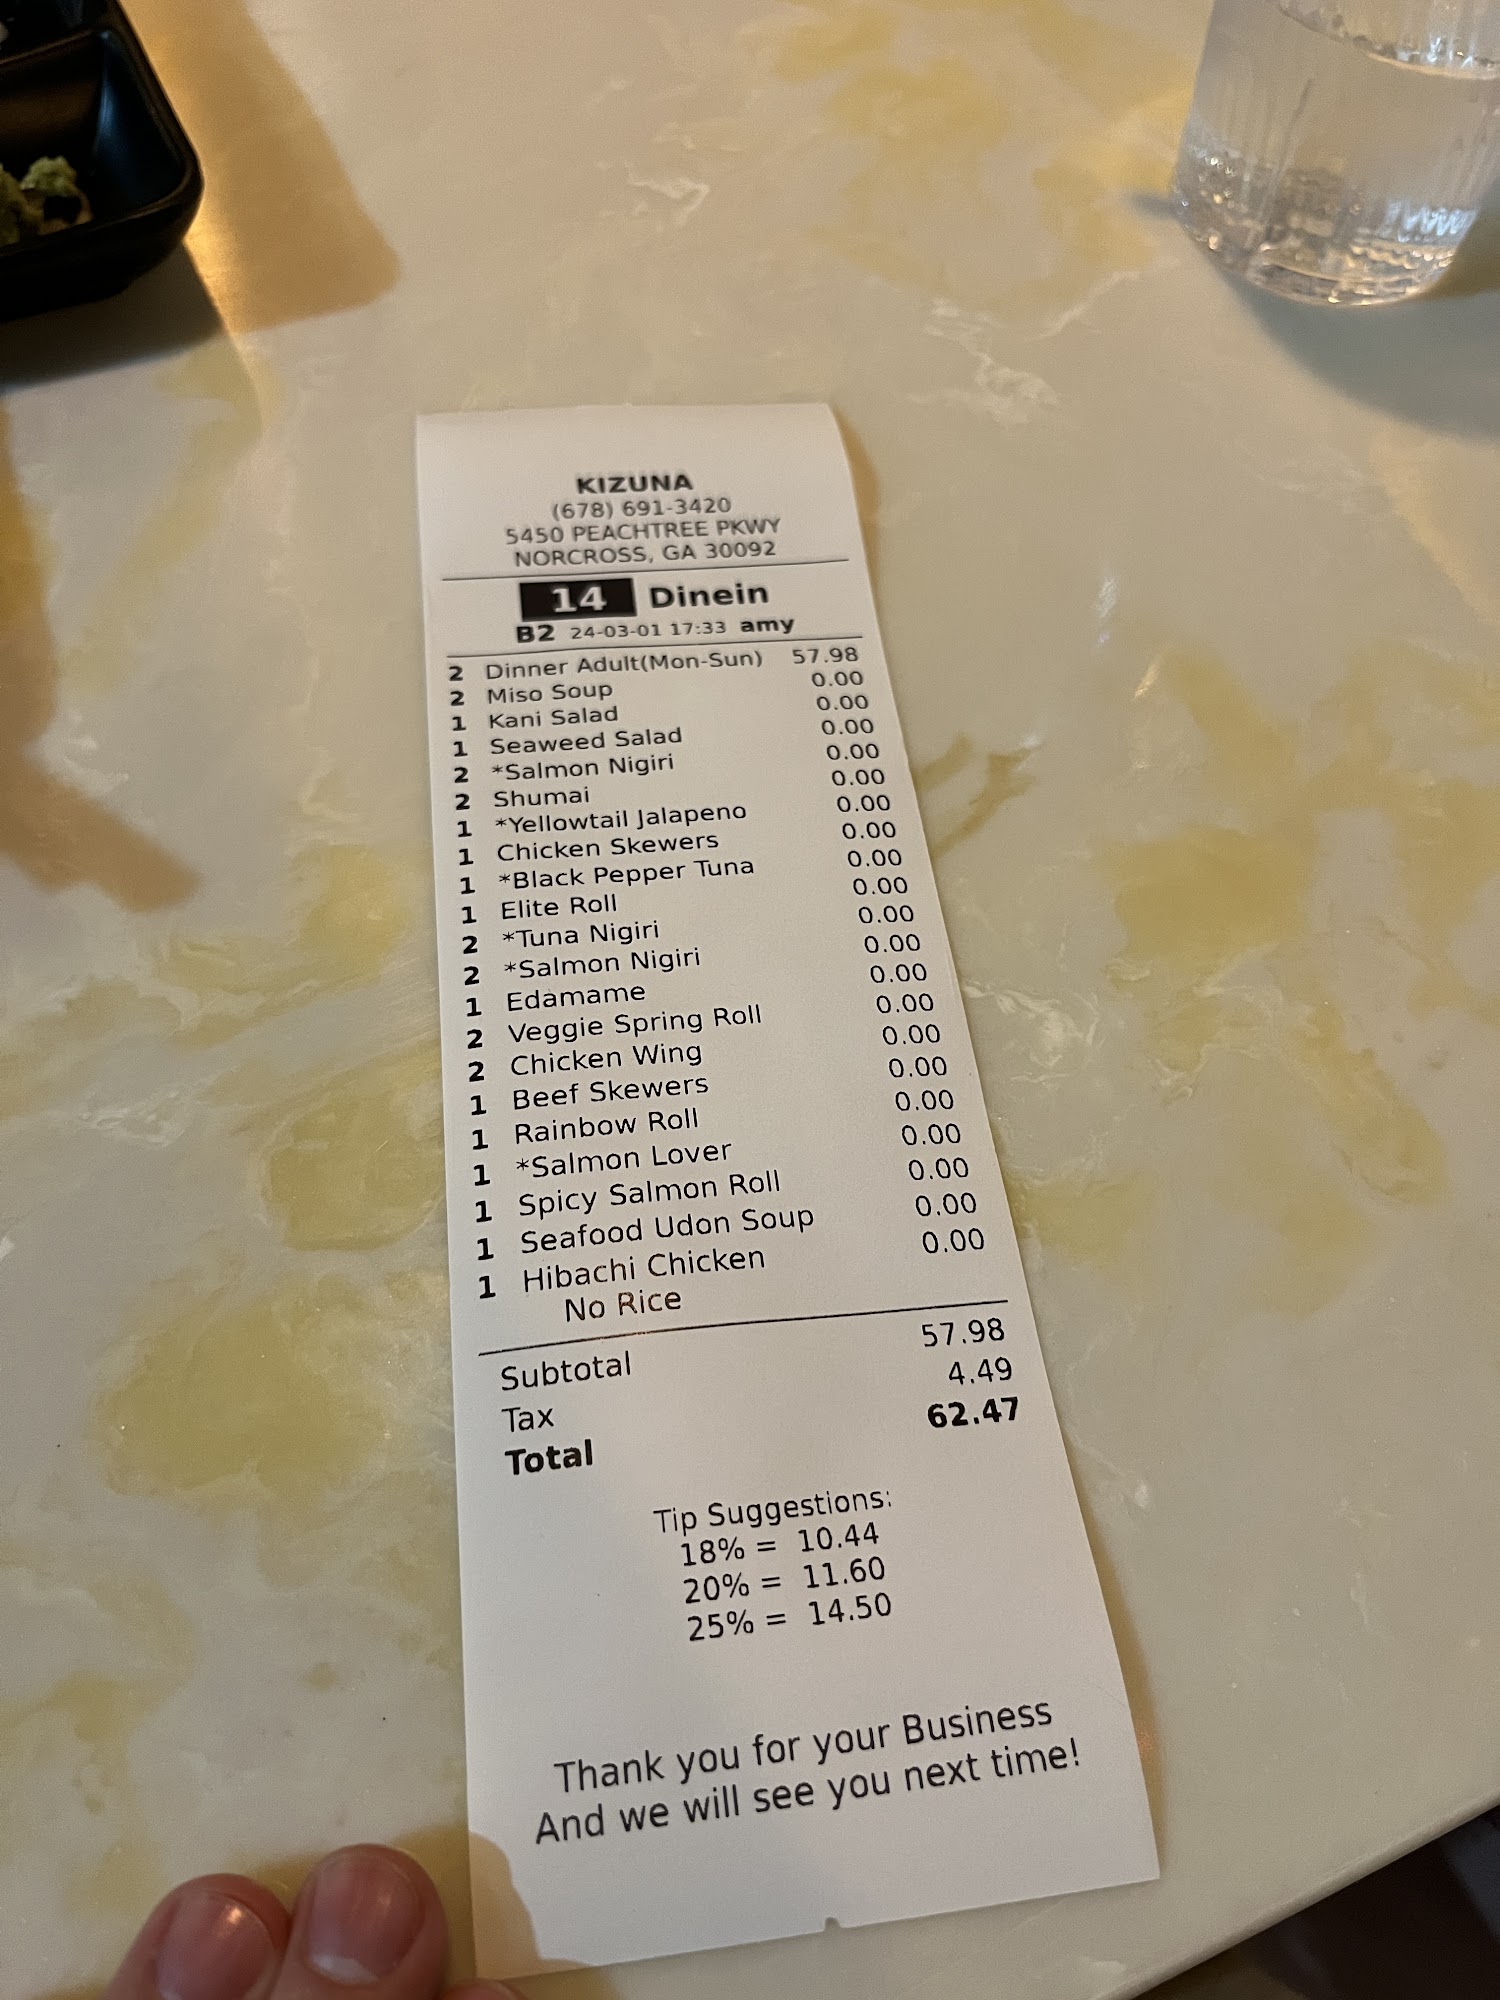 KIZUNA
(678) 691-3420
5450 PEACHTREE PKWY
NORCROSS, GA 30092
14 Dinein
B2 24-03-01 17:33 amy
2 Dinner Adult(Mon-Sun) 57.98
2 Miso Soup 0.00
1 Kani Salad 0.00
1 Seaweed Salad 0.00
2 *Salmon Nigiri 0.00
2 Shumai 0.00
1 *Yellowtail Jalapeno 0.00
1 Chicken Skewers 0.00
1 *Black Pepper Tuna 0.00
1 Elite Roll 0.00
2 *Tuna Nigiri 0.00
2 *Salmon Nigiri 0.00
1 Edamame 0.00
2 Veggie Spring Roll 0.00
2 Chicken Wing 0.00
1 Beef Skewers 0.00
1 Rainbow Roll 0.00
1 *Salmon Lover 0.00
1 Spicy Salmon Roll 0.00
1 Seafood Udon Soup 0.00
1 Hibachi Chicken 0.00
No Rice
Subtotal 57.98
Tax 4.49
Total 62.47
Tip Suggestions:
18% = 10.44
20% = 11.60
25% = 14.50
Thank you for your Business
And we will see you next time!